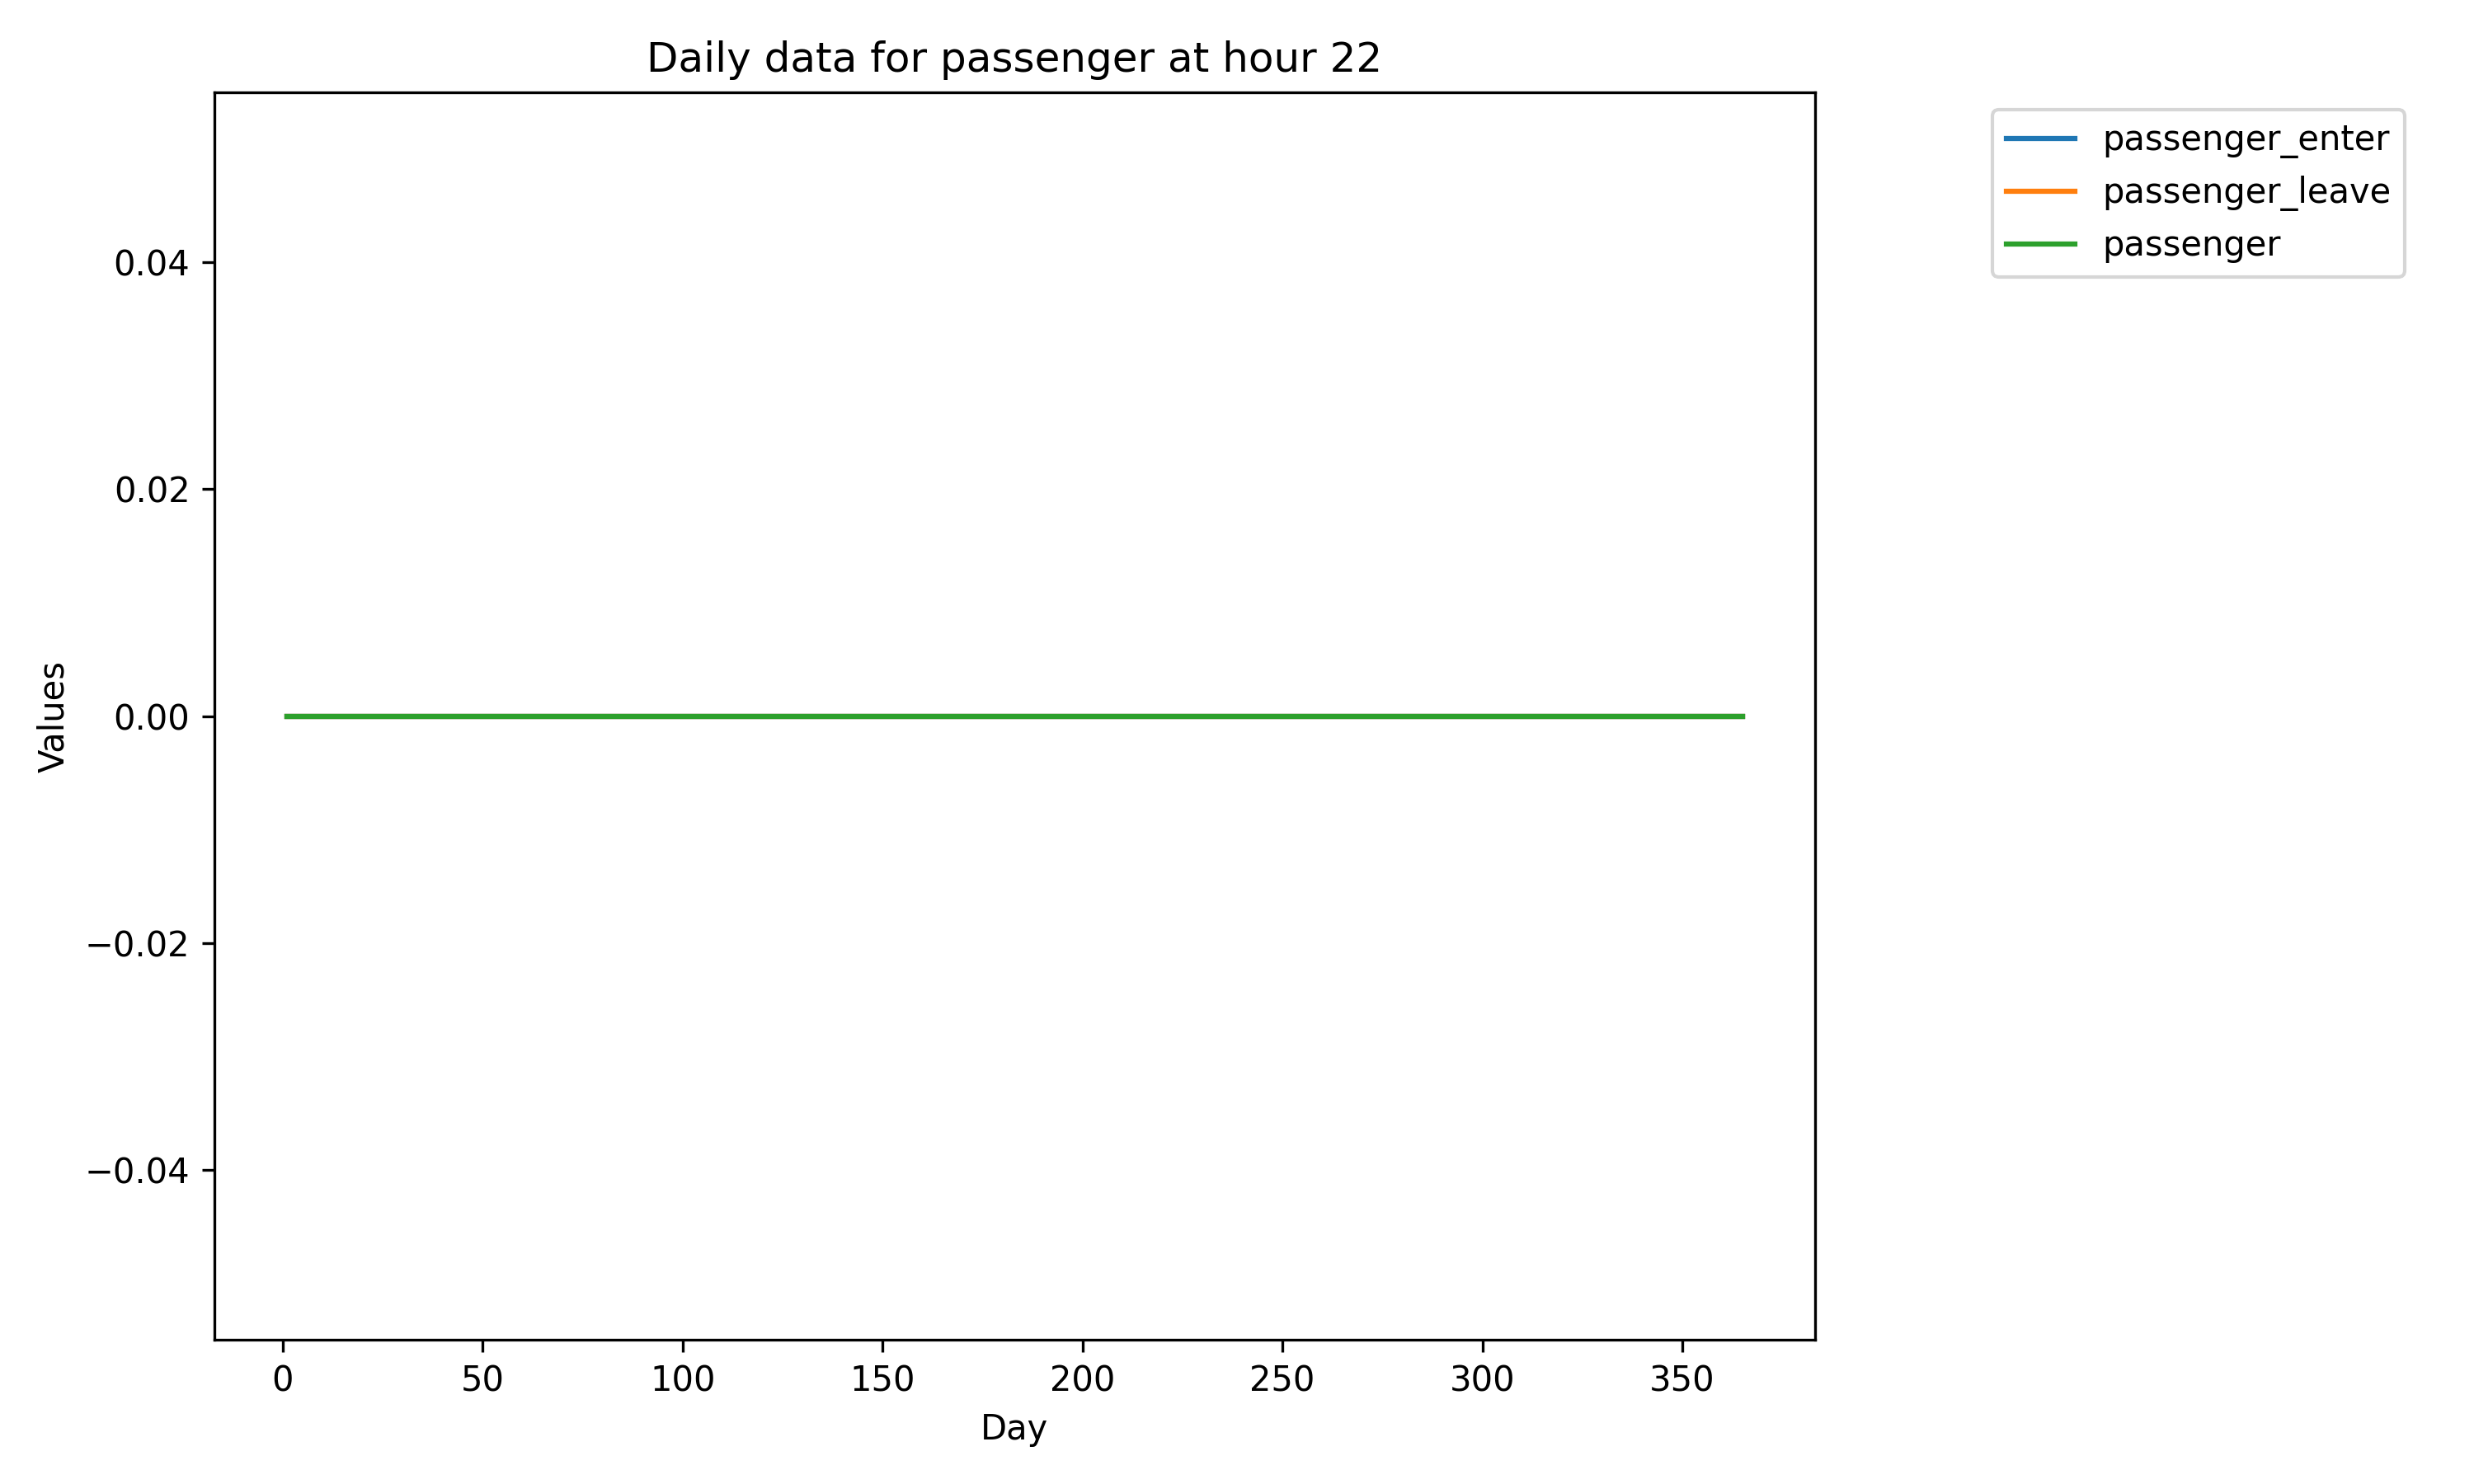 Daily data for passenger at hour 22
passenger_enter
passenger_leave
passenger
0.04
0.02
0.00
−0.02
−0.04
Values
0 50 100 150 200 250 300 350
Day